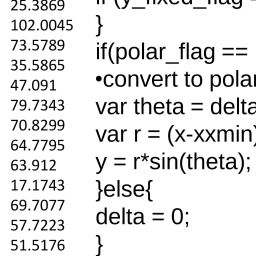 25.3869
102.0045
73.5789
35.5865
47.091
79.7343
70.8299
64.7795
63.912
17.1743
69.7077
57.7223
51.5176
}
if(polar_flag ==
•convert to polar
var theta = delta
var r = (x-xxmin)
y = r*sin(theta);
}else{
delta = 0;
}